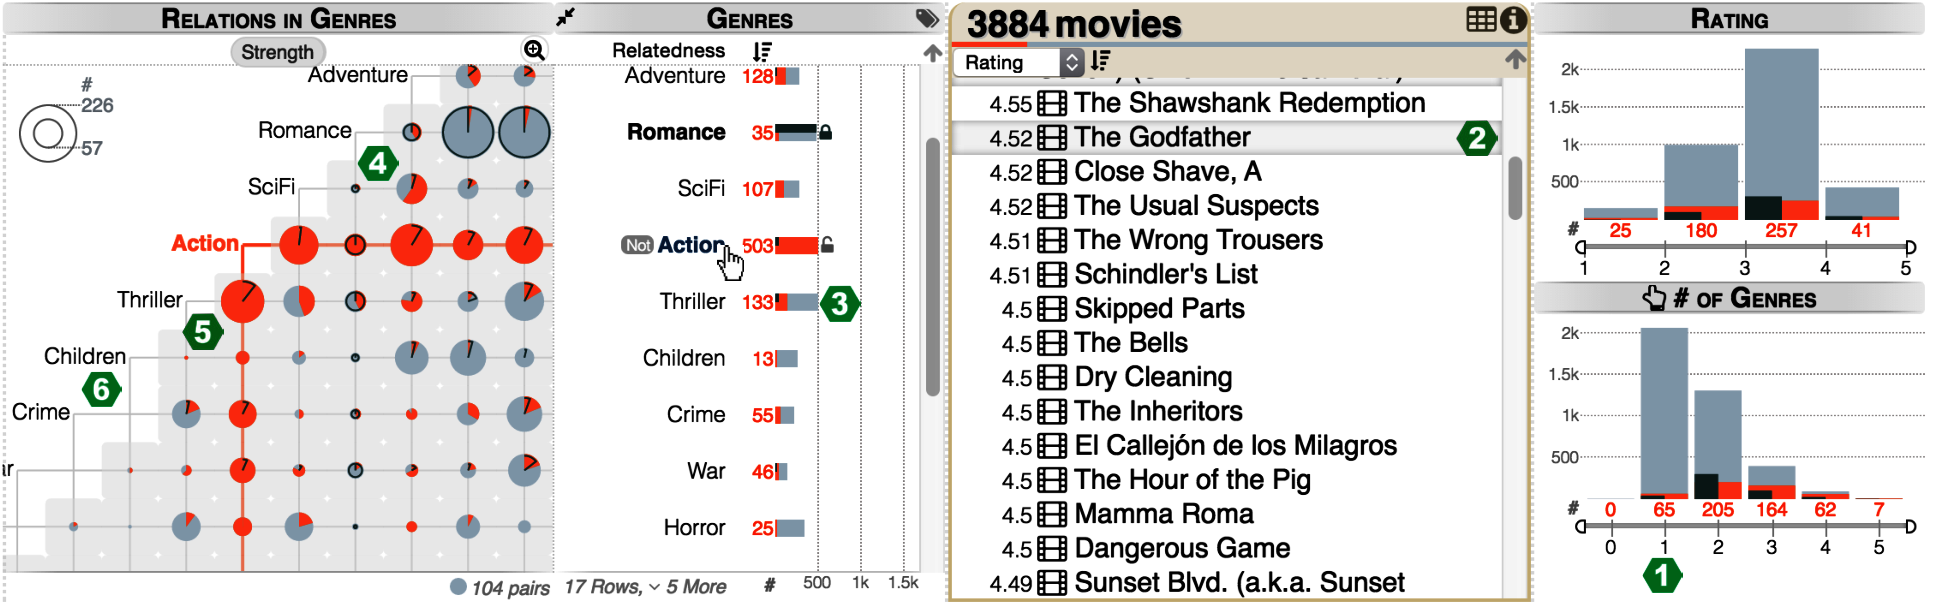 RELATIONS IN GENRES
Strength
#
226
57
Adventure
Romance
4
SciFi
Action
Thriller
5
Children
6
Crime
ar
104 pairs
GENRES
Relatedness
Adventure 128
Romance 35
SciFi 107
Not Action 503
Thriller 133 3
Children 13
Crime 55
War 46
Horror 25
17 Rows, 5 More # 500 1k 1.5k
3884 movies
Rating
4.55 The Shawshank Redemption
4.52 The Godfather 2
4.52 Close Shave, A
4.52 The Usual Suspects
4.51 The Wrong Trousers
4.51 Schindler's List
4.5 Skipped Parts
4.5 The Bells
4.5 Dry Cleaning
4.5 The Inheritors
4.5 El Callejón de los Milagros
4.5 The Hour of the Pig
4.5 Mamma Roma
4.5 Dangerous Game
4.49 Sunset Blvd. (a.k.a. Sunset
RATING
2k
1.5k
1k
500
# 25 180 257 41
1 2 3 4 5
# OF GENRES
2k
1.5k
1k
500
# 0 65 205 164 62 7
0 1 2 3 4 5
1